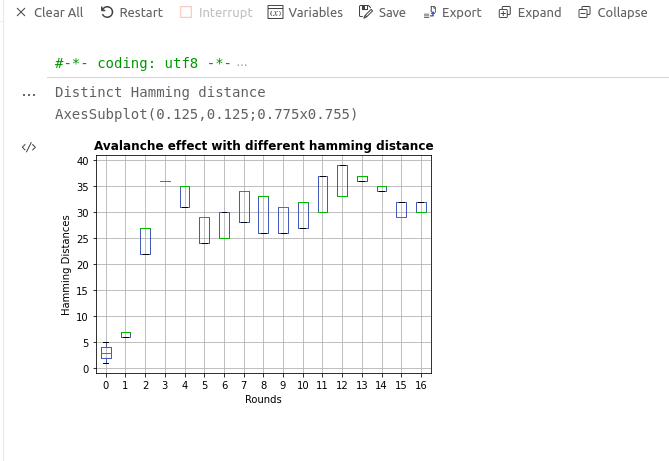 Clear All Restart Interrupt Variables Save Export Expand Collapse
#-*- coding: utf8 -*- ...
... Distinct Hamming distance
AxesSubplot(0.125,0.125;0.775x0.755)
</>
Avalanche effect with different hamming distance
40
35
30
25
20
15
10
5
0
Hamming Distances
0 1 2 3 4 5 6 7 8 9 10 11 12 13 14 15 16
Rounds